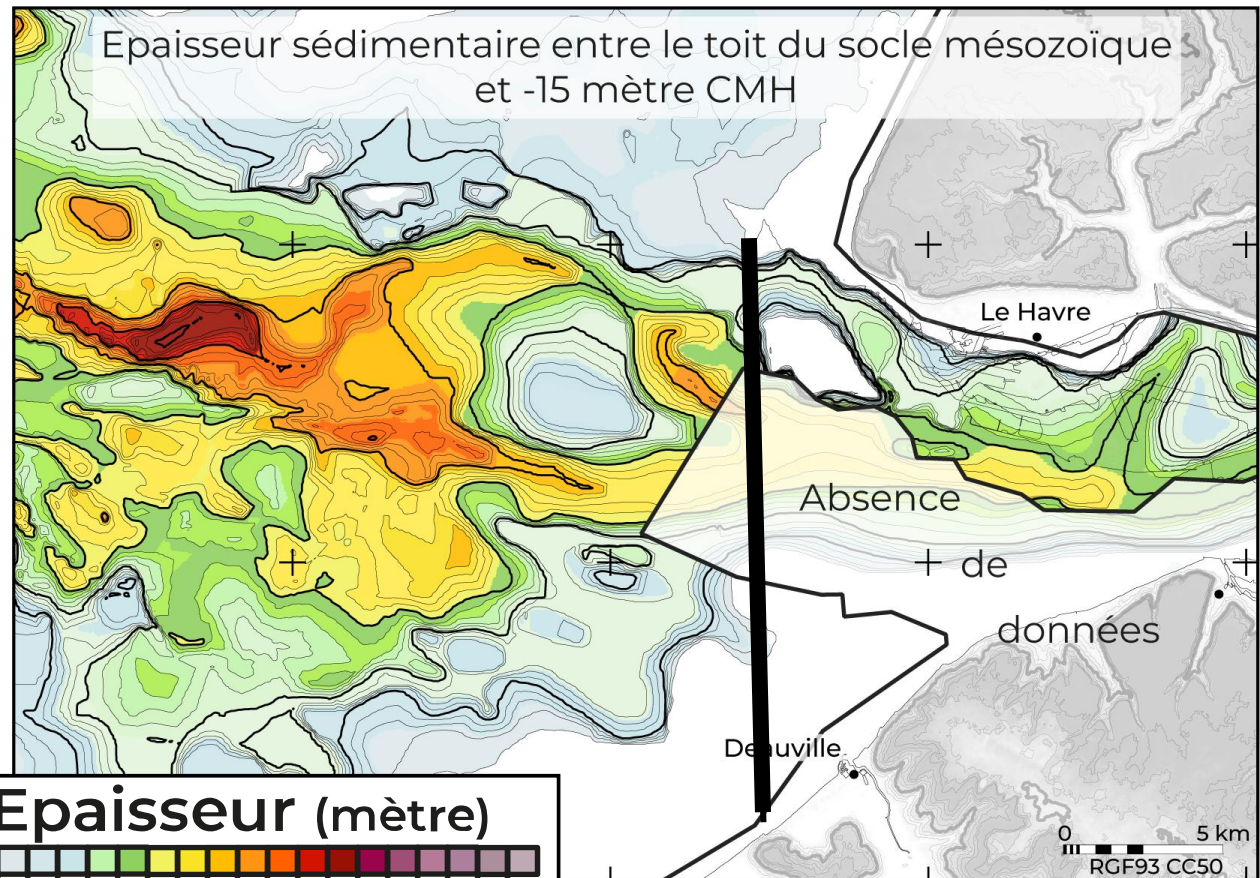 Epaisseur sédimentaire entre le toit du socle mésozoïque
et -15 mètre CMH
Le Havre
Absence
de
données
Deauville
Epaisseur (mètre)
0 5 km
RGF93 CC50